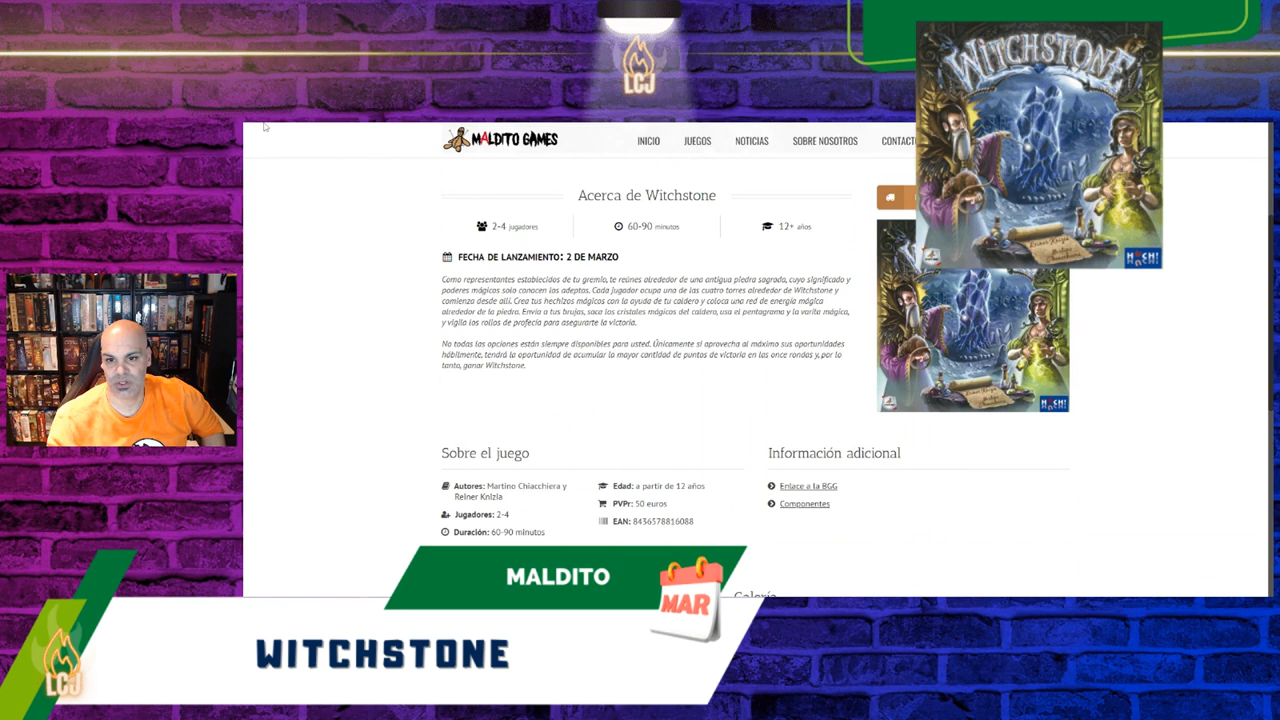 LCJ
WITCHSTONE
Reiner Knizia
HUCH!
MALDITO GAMES
INICIO
JUEGOS
NOTICIAS
SOBRE NOSOTROS
Acerca de Witchstone
2-4 jugadores
60-90 minutos
12+ años
FECHA DE LANZAMIENTO: 2 DE MARZO
Como representantes establecidos de tu gremio, te reúnes alrededor de una antigua piedra sagrada, cuyo significado y
poderes mágicos solo conocen los adeptos. Cada jugador ocupa una de las cuatro torres alrededor de Witchstone y
comienza desde allí. Crea tus hechizos mágicos con la ayuda de tu caldero y coloca una red de energía mágica
alrededor de la piedra. Envía a tus brujas, saca los cristales mágicos del caldero, usa el pentagrama y la varita mágica,
y vigila los rollos de profecía para asegurarte la victoria.
No todas las opciones están siempre disponibles para usted. Únicamente si aprovecha al máximo sus oportunidades
hábilmente, tendrá la oportunidad de acumular la mayor cantidad de puntos de victoria en las once rondas y, por lo
tanto, ganar Witchstone.
HUCH!
Sobre el juego
Información adicional
Autores: Martino Chiacchiera y
Reiner Knizia
Jugadores: 2-4
Duración: 60-90 minutos
Edad: a partir de 12 años
PVPr: 50 euros
EAN: 8436578816088
Enlace a la BGG
Componentes
Galería
MALDITO
MAR
WITCHSTONE
LCJ